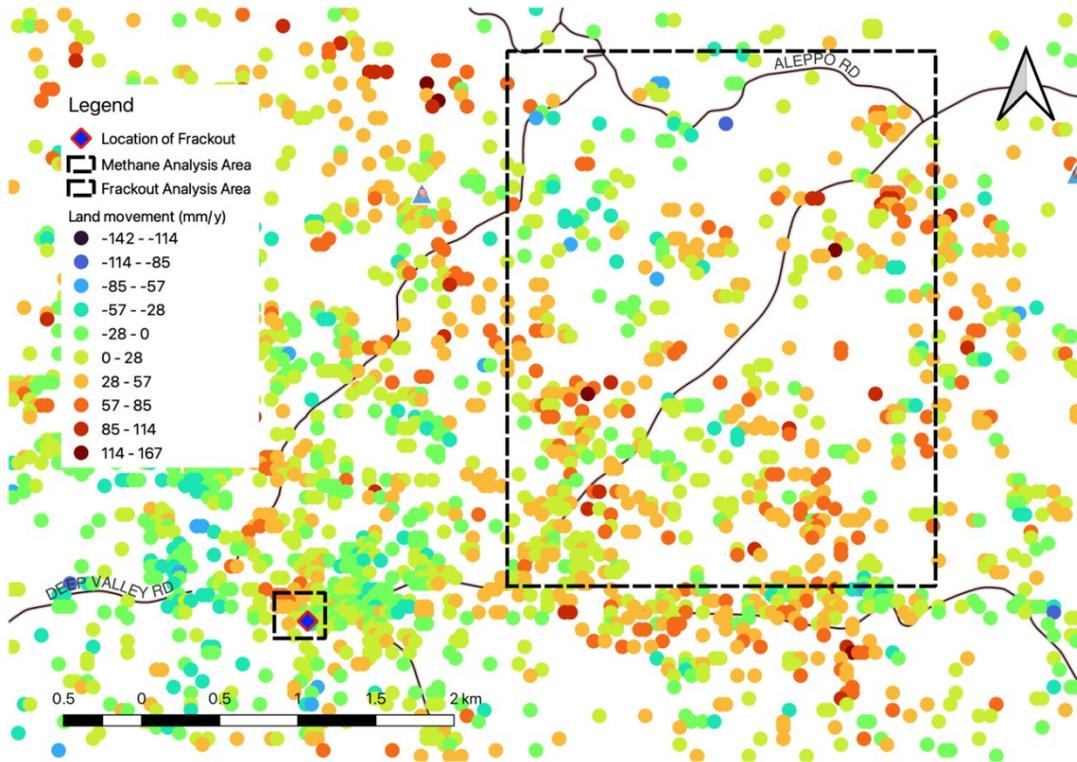 ALEPPO RD
Legend
Location of Frackout
Methane Analysis Area
Frackout Analysis Area
Land movement (mm/y)
-142 - -114
-114 - -85
-85 - -57
-57 - -28
-28 - 0
0 - 28
28 - 57
57 - 85
85 - 114
114 - 167
DEEP VALLEY RD
0.5 0 0.5 1 1.5 2 km